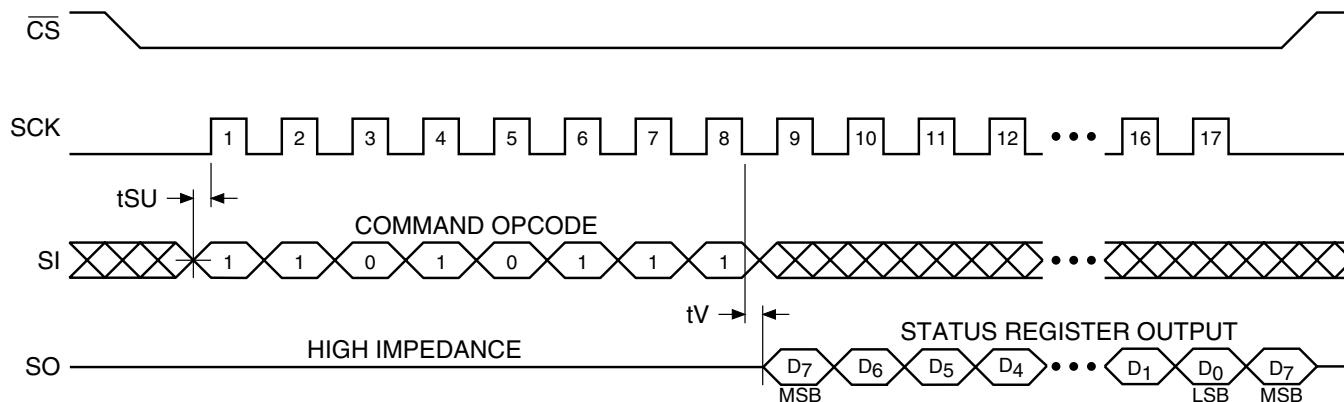 CS
SCK
1 2 3 4 5 6 7 8 9 10 11 12 ••• 16 17
tSU
COMMAND OPCODE
SI
1 1 0 1 0 1 1 1 •••
tV
STATUS REGISTER OUTPUT
HIGH IMPEDANCE
SO
D7 D6 D5 D4 ••• D1 D0 D7
MSB LSB MSB